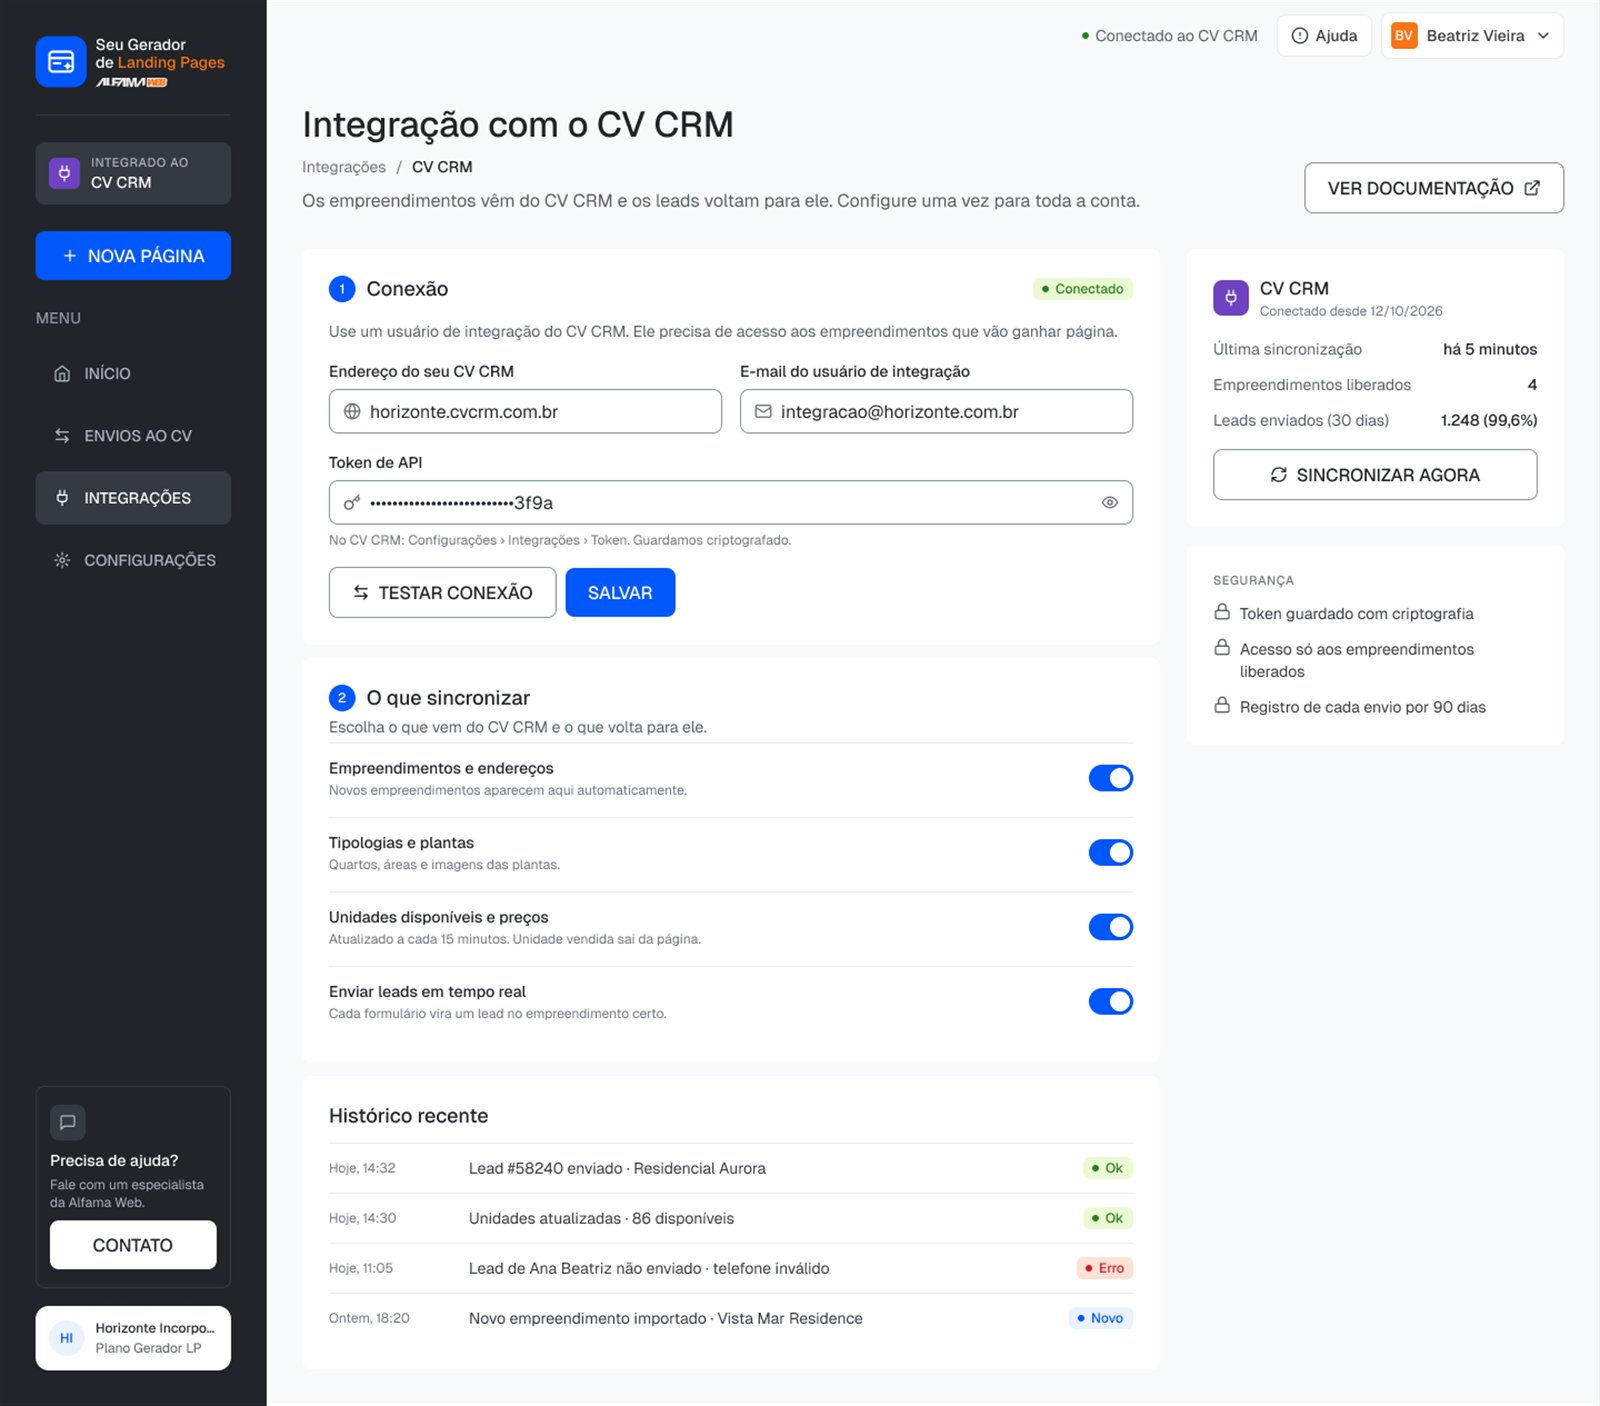 Seu Gerador
de Landing Pages
ALFAMA WEB
INTEGRADO AO
CV CRM
+ NOVA PÁGINA
MENU
INÍCIO
ENVIOS AO CV
INTEGRAÇÕES
CONFIGURAÇÕES
Precisa de ajuda?
Fale com um especialista
da Alfama Web.
CONTATO
HI
Horizonte Incorpo...
Plano Gerador LP
Conectado ao CV CRM
Ajuda
BV
Beatriz Vieira
Integração com o CV CRM
Integrações / CV CRM
Os empreendimentos vêm do CV CRM e os leads voltam para ele. Configure uma vez para toda a conta.
VER DOCUMENTAÇÃO
1 Conexão
Conectado
Use um usuário de integração do CV CRM. Ele precisa de acesso aos empreendimentos que vão ganhar página.
Endereço do seu CV CRM
horizonte.cvcrm.com.br
E-mail do usuário de integração
integracao@horizonte.com.br
Token de API
••••••••••••••••••••••••••3f9a
No CV CRM: Configurações › Integrações › Token. Guardamos criptografado.
TESTAR CONEXÃO
SALVAR
2 O que sincronizar
Escolha o que vem do CV CRM e o que volta para ele.
Empreendimentos e endereços
Novos empreendimentos aparecem aqui automaticamente.
Tipologias e plantas
Quartos, áreas e imagens das plantas.
Unidades disponíveis e preços
Atualizado a cada 15 minutos. Unidade vendida sai da página.
Enviar leads em tempo real
Cada formulário vira um lead no empreendimento certo.
Histórico recente
Hoje, 14:32 Lead #58240 enviado · Residencial Aurora Ok
Hoje, 14:30 Unidades atualizadas · 86 disponíveis Ok
Hoje, 11:05 Lead de Ana Beatriz não enviado · telefone inválido Erro
Ontem, 18:20 Novo empreendimento importado · Vista Mar Residence Novo
CV CRM
Conectado desde 12/10/2026
Última sincronização há 5 minutos
Empreendimentos liberados 4
Leads enviados (30 dias) 1.248 (99,6%)
SINCRONIZAR AGORA
SEGURANÇA
Token guardado com criptografia
Acesso só aos empreendimentos
liberados
Registro de cada envio por 90 dias